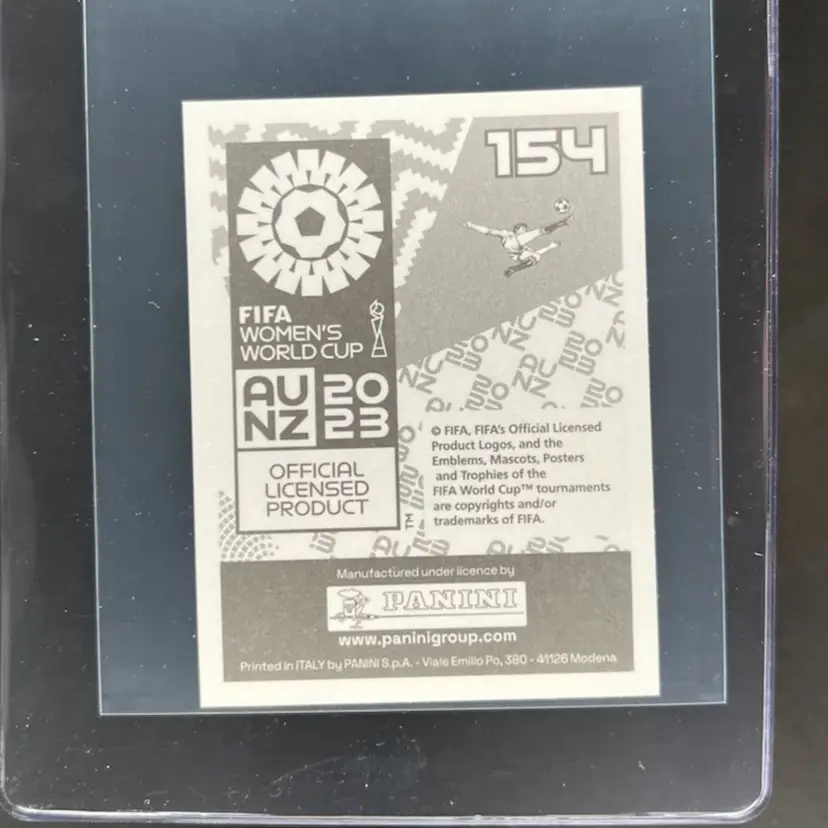 154
FIFA
WOMEN'S
WORLD CUP
AU 20
NZ 23
OFFICIAL
LICENSED
PRODUCT
TM
© FIFA, FIFA's Official Licensed
Product Logos, and the
Emblems, Mascots, Posters
and Trophies of the
FIFA World Cup™ tournaments
are copyrights and/or
trademarks of FIFA.
Manufactured under licence by
PANINI
www.paninigroup.com
Printed in ITALY by PANINI S.p.A. - Viale Emilio Po, 380 - 41126 Modena